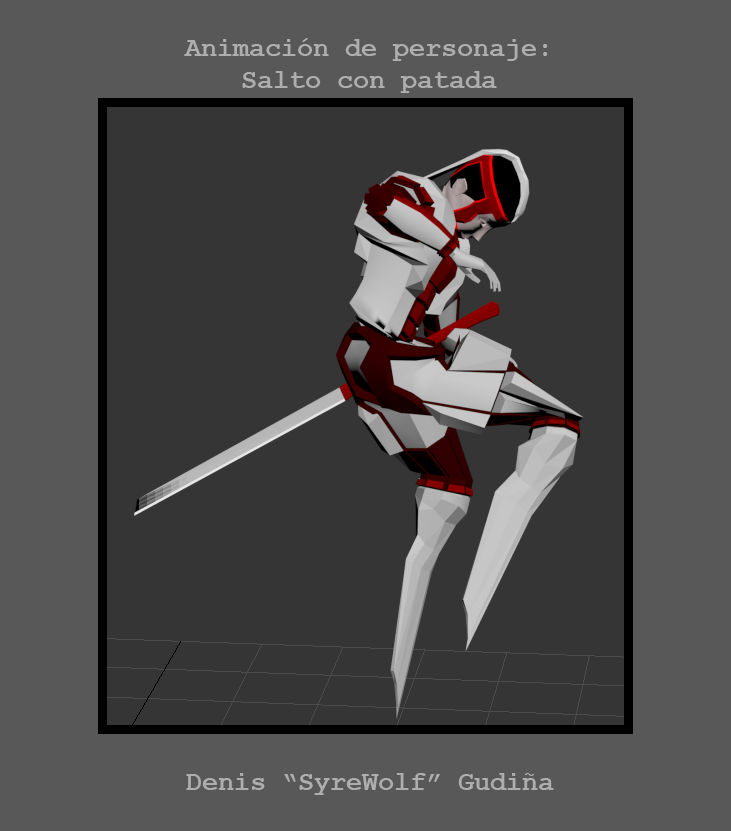 Animación de personaje:
Salto con patada
Denis “SyreWolf” Gudiña